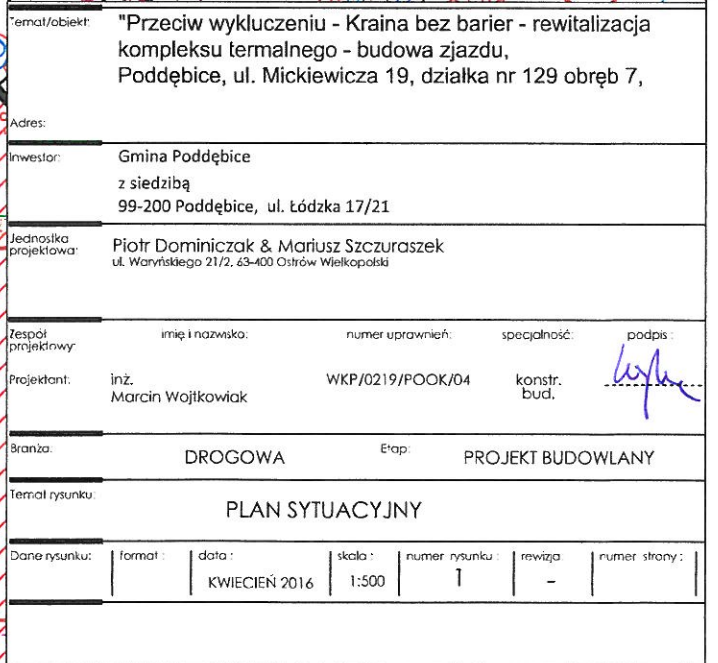 Temat/obiekt: "Przeciw wykluczeniu - Kraina bez barier - rewitalizacja
kompleksu termalnego - budowa zjazdu,
Poddębice, ul. Mickiewicza 19, działka nr 129 obręb 7,
Adres:
Inwestor: Gmina Poddębice
z siedzibą
99-200 Poddębice, ul. Łódzka 17/21
Jednostka projektowa: Piotr Dominiczak & Mariusz Szczuraszek
ul. Waryńskiego 21/2, 63-400 Ostrów Wielkopolski
Zespół projektowy: imię i nazwisko: numer uprawnień: specjalność: podpis:
Projektant: inż. Marcin Wojtkowiak WKP/0219/POOK/04 konstr. bud.
Branża: DROGOWA Etap: PROJEKT BUDOWLANY
Temat rysunku: PLAN SYTUACYJNY
Dane rysunku: format: data: skala: numer rysunku: rewizja: numer strony:
KWIECIEŃ 2016 1:500 1 -